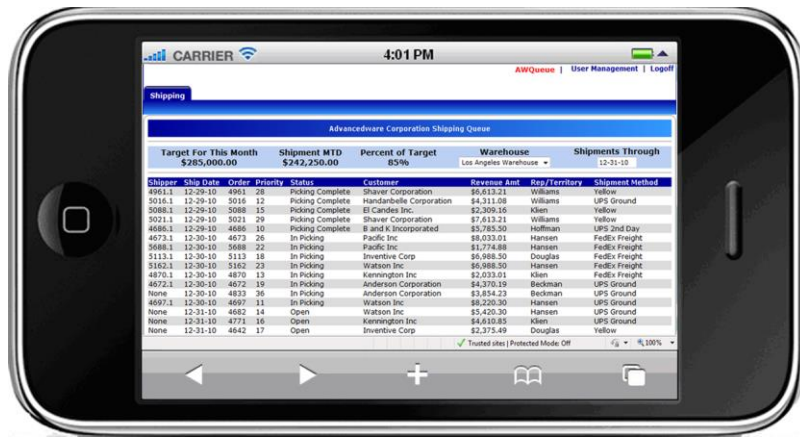 CARRIER 4:01 PM
AWQueue | User Management | Logoff
Shipping
Advancedware Corporation Shipping Queue
Target For This Month Shipment MTD Percent of Target Warehouse Shipments Through
$285,000.00 $242,250.00 85% Los Angeles Warehouse 12-31-10
Shipper Ship Date Order Priority Status Customer Revenue Amt Rep/Territory Shipment Method
4961.1 12-29-10 4961 28 Picking Complete Shaver Corporation $6,613.21 Williams Yellow
5016.1 12-29-10 5016 12 Picking Complete Handanbelle Corporation $4,311.08 Williams UPS Ground
5088.1 12-29-10 5088 15 Picking Complete El Candes Inc. $2,309.16 Klien Yellow
5021.1 12-29-10 5021 29 Picking Complete Shaver Corporation $7,613.21 Williams Yellow
4686.1 12-29-10 4686 10 Picking Complete B and K Incorporated $5,785.50 Hoffman UPS 2nd Day
4673.1 12-30-10 4673 26 In Picking Pacific Inc $8,033.01 Hansen FedEx Freight
5688.1 12-30-10 5688 22 In Picking Pacific Inc $1,774.88 Hansen FedEx Freight
5113.1 12-30-10 5113 18 In Picking Inventive Corp $6,988.50 Douglas FedEx Freight
5162.1 12-30-10 5162 23 In Picking Watson Inc $6,988.50 Hansen FedEx Freight
4870.1 12-30-10 4870 13 In Picking Kennington Inc $2,033.01 Klien FedEx Freight
4672.1 12-30-10 4672 19 In Picking Anderson Corporation $4,370.19 Beckman UPS Ground
None 12-30-10 4833 36 In Picking Anderson Corporation $3,854.23 Beckman UPS Ground
4697.1 12-30-10 4697 11 In Picking Watson Inc $8,220.30 Hansen UPS Ground
None 12-31-10 4682 14 Open Watson Inc $5,420.30 Hansen UPS Ground
None 12-31-10 4771 16 Open Kennington Inc $4,610.85 Klien UPS Ground
None 12-31-10 4642 17 Open Inventive Corp $2,375.49 Douglas Yellow
Trusted sites | Protected Mode: Off 100%